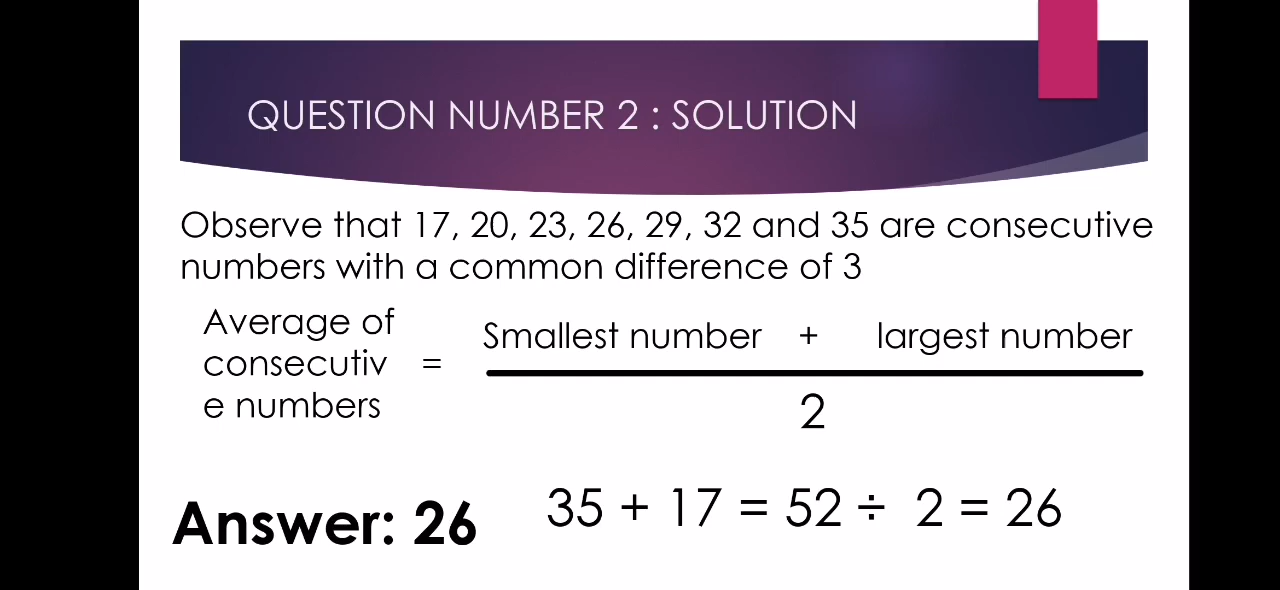 QUESTION NUMBER 2 : SOLUTION
Observe that 17, 20, 23, 26, 29, 32 and 35 are consecutive
numbers with a common difference of 3
Average of
consecutiv
e numbers
=
Smallest number + largest number
2
Answer: 26
35 + 17 = 52 ÷ 2 = 26